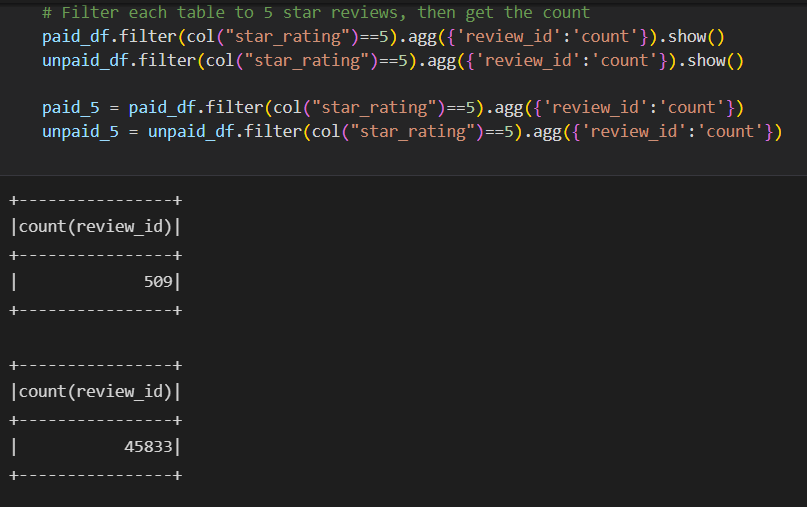 # Filter each table to 5 star reviews, then get the count
paid_df.filter(col("star_rating")==5).agg({'review_id':'count'}).show()
unpaid_df.filter(col("star_rating")==5).agg({'review_id':'count'}).show()
paid_5 = paid_df.filter(col("star_rating")==5).agg({'review_id':'count'})
unpaid_5 = unpaid_df.filter(col("star_rating")==5).agg({'review_id':'count'})
+----------------+
|count(review_id)|
+----------------+
|             509|
+----------------+
+----------------+
|count(review_id)|
+----------------+
|           45833|
+----------------+